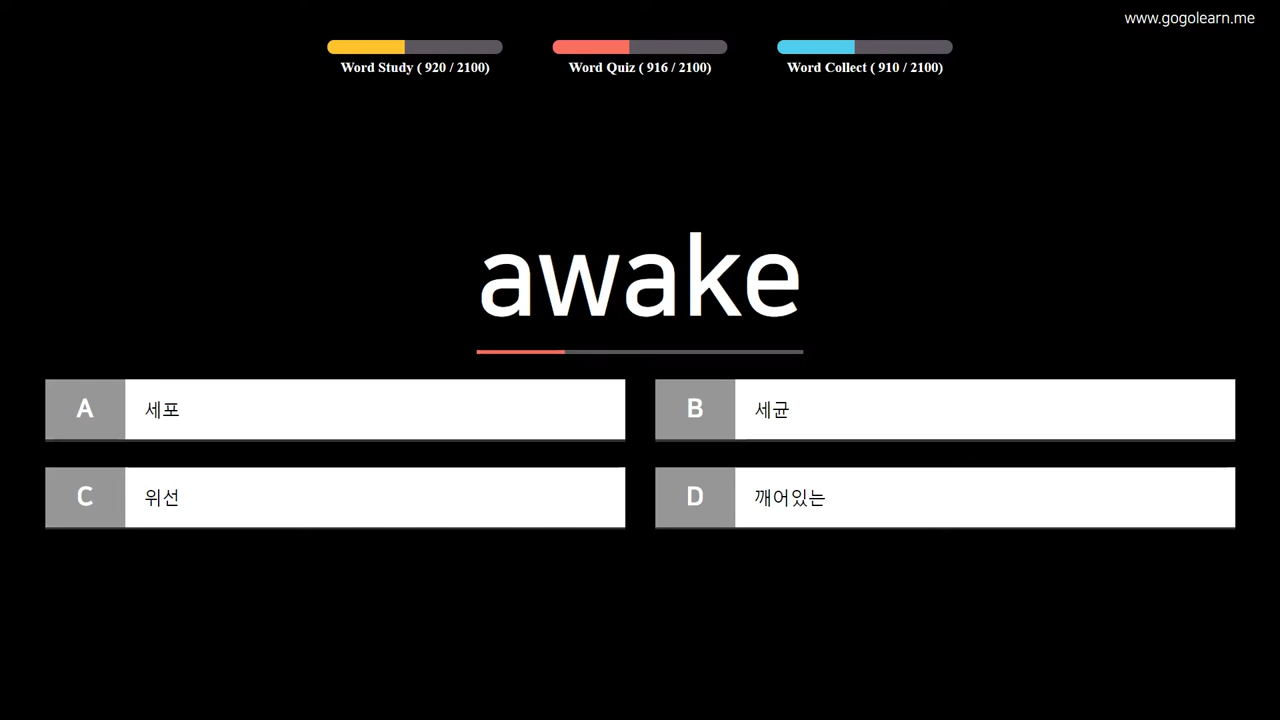 www.gogolearn.me
Word Study ( 920 / 2100)
Word Quiz ( 916 / 2100)
Word Collect ( 910 / 2100)
awake
A 세포
B 세균
C 위선
D 깨어있는